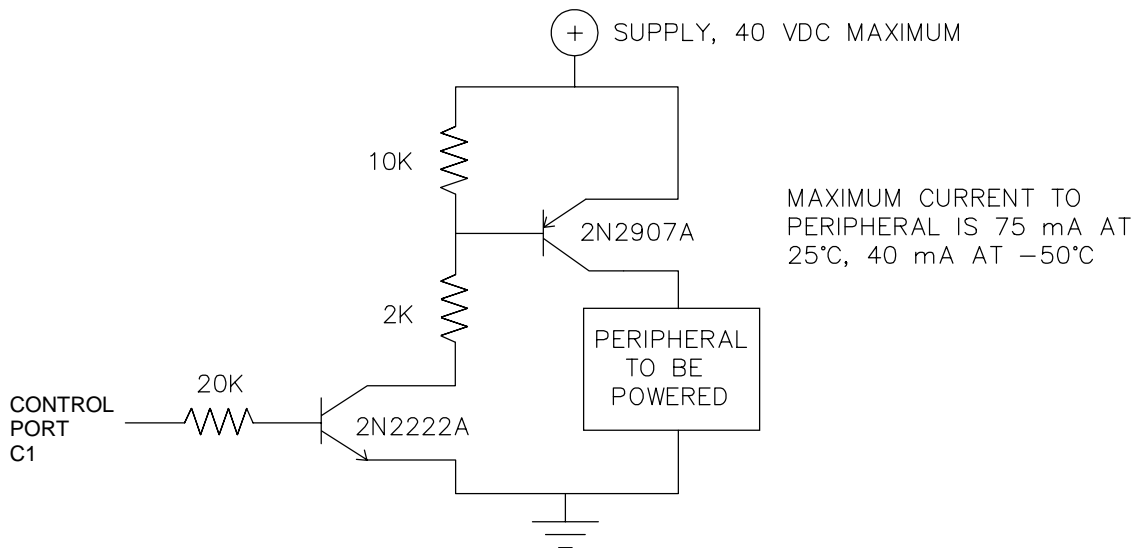 + SUPPLY, 40 VDC MAXIMUM
10K
2N2907A
MAXIMUM CURRENT TO
PERIPHERAL IS 75 mA AT
25°C, 40 mA AT −50°C
2K
PERIPHERAL
TO BE
POWERED
20K
CONTROL
PORT
C1
2N2222A